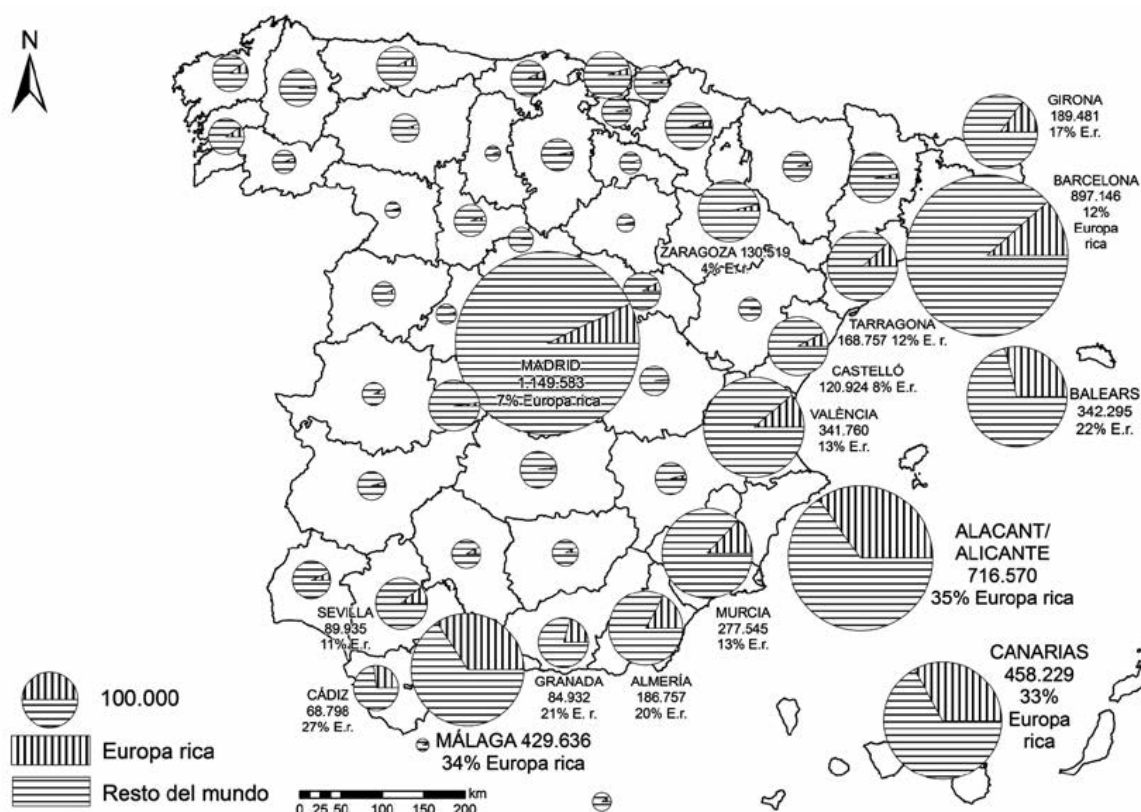 N
GIRONA
189.481
17% E.r.
BARCELONA
897.146
12%
Europa
rica
ZARAGOZA 130.519
4% E.r.
TARRAGONA
168.757 12% E. r.
CASTELLÓ
120.924 8% E.r.
MADRID
1.149.583
7% Europa rica
VALÈNCIA
341.760
13% E.r.
BALEARS
342.295
22% E.r.
ALACANT/
ALICANTE
716.570
35% Europa rica
SEVILLA
89.935
11% E.r.
MURCIA
277.545
13% E.r.
CÁDIZ
68.798
27% E.r.
GRANADA
84.932
21% E. r.
ALMERÍA
186.757
20% E.r.
CANARIAS
458.229
33%
Europa
rica
MÁLAGA 429.636
34% Europa rica
100.000
Europa rica
Resto del mundo
km
0 25 50 100 150 200